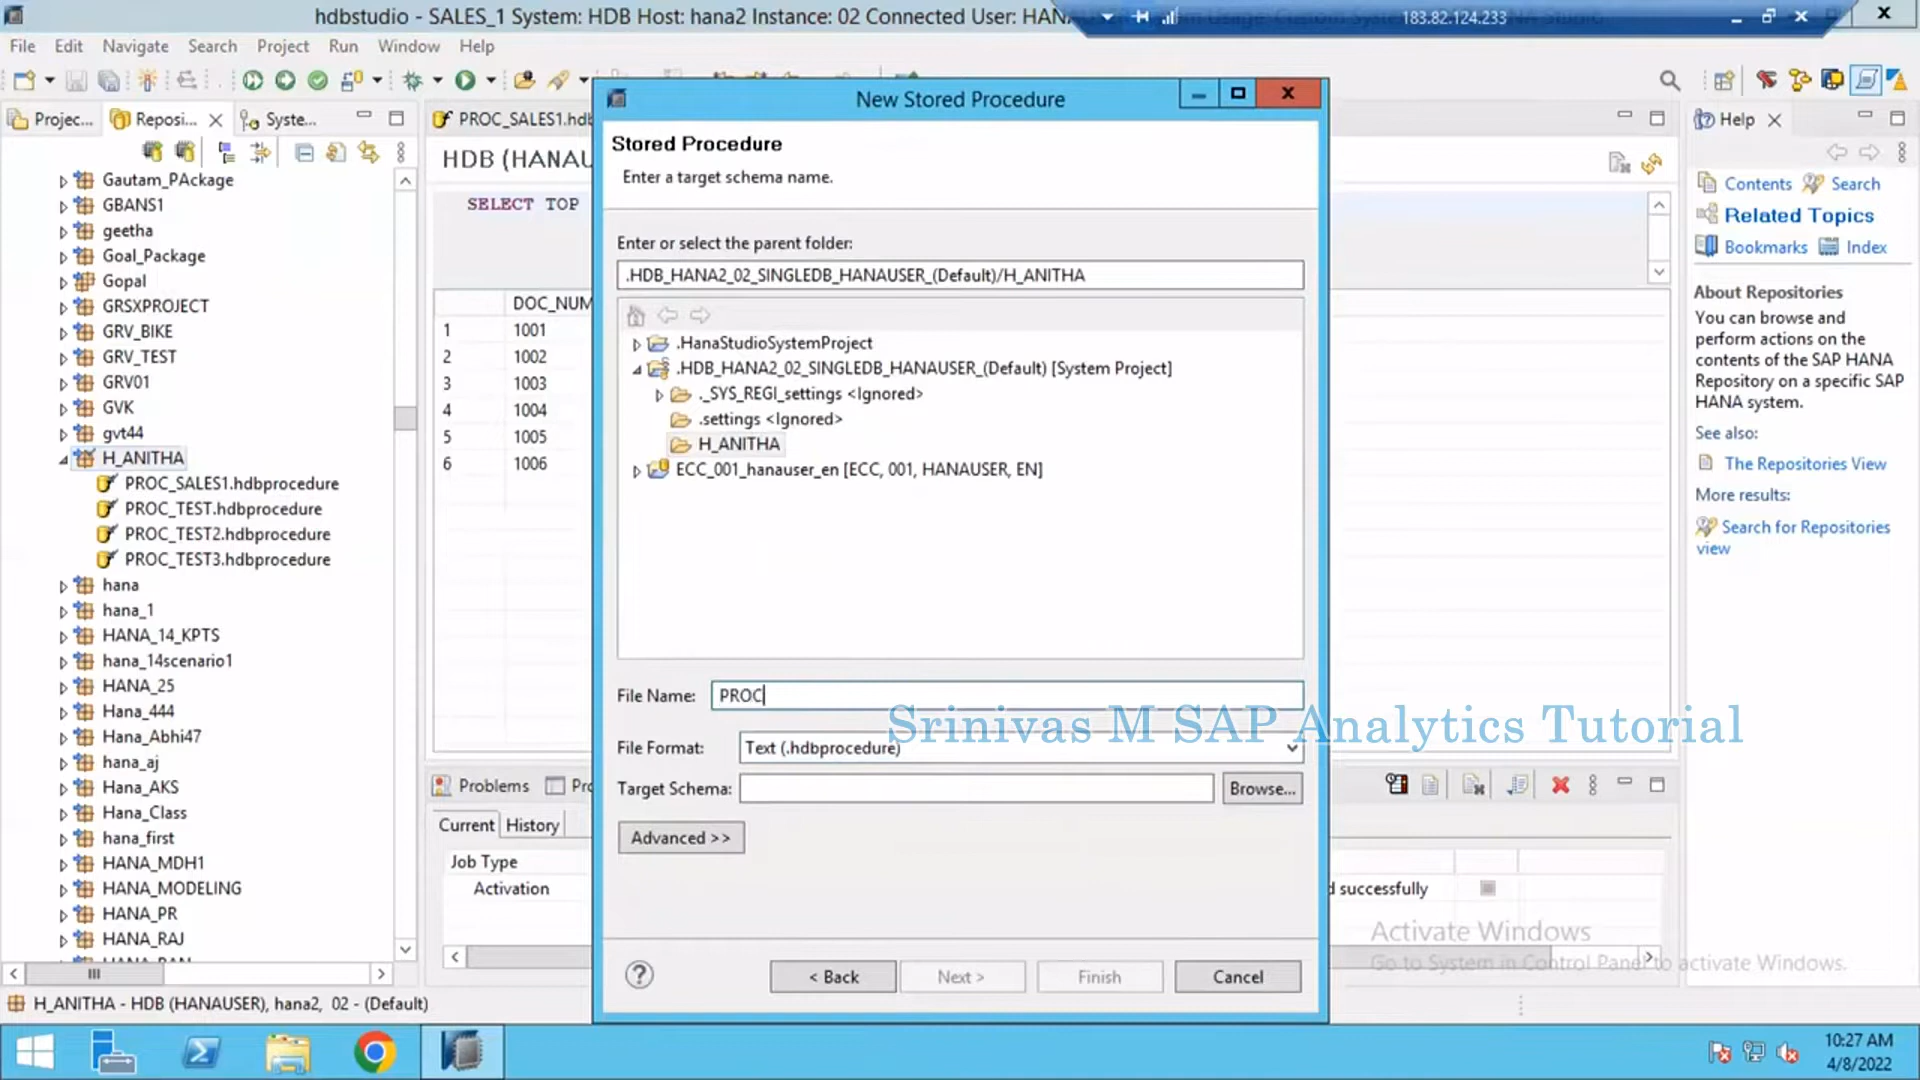 hdbstudio - SALES_1 System: HDB Host: hana2 Instance: 02 Connected User: HANAU
183.82.124.233
File Edit Navigate Search Project Run Window Help
Projec...
Reposi...
Syste...
Gautam_PAckage
GBANS1
geetha
Goal_Package
Gopal
GRSXPROJECT
GRV_BIKE
GRV_TEST
GRV01
GVK
gvt44
H_ANITHA
PROC_SALES1.hdbprocedure
PROC_TEST.hdbprocedure
PROC_TEST2.hdbprocedure
PROC_TEST3.hdbprocedure
hana
hana_1
HANA_14_KPTS
hana_14scenario1
HANA_25
Hana_444
Hana_Abhi47
hana_aj
Hana_AKS
Hana_Class
hana_first
HANA_MDH1
HANA_MODELING
HANA_PR
HANA_RAJ
PROC_SALES1.hdb
HDB (HANAU
SELECT TOP
DOC_NUM
1 1001
2 1002
3 1003
4 1004
5 1005
6 1006
Problems
Current History
Job Type
Activation
d successfully
New Stored Procedure
Stored Procedure
Enter a target schema name.
Enter or select the parent folder:
.HDB_HANA2_02_SINGLEDB_HANAUSER_(Default)/H_ANITHA
.HanaStudioSystemProject
.HDB_HANA2_02_SINGLEDB_HANAUSER_(Default) [System Project]
._SYS_REGI_settings <Ignored>
.settings <Ignored>
H_ANITHA
ECC_001_hanauser_en [ECC, 001, HANAUSER, EN]
File Name: PROC
File Format: Text (.hdbprocedure)
Target Schema: Browse...
Advanced >>
< Back Next > Finish Cancel
Srinivas M SAP Analytics Tutorial
Help
Contents Search
Related Topics
Bookmarks Index
About Repositories
You can browse and
perform actions on the
contents of the SAP HANA
Repository on a specific SAP
HANA system.
See also:
The Repositories View
More results:
Search for Repositories
view
Activate Windows
Go to System in Control Panel to activate Windows.
H_ANITHA - HDB (HANAUSER), hana2, 02 - (Default)
10:27 AM
4/8/2022